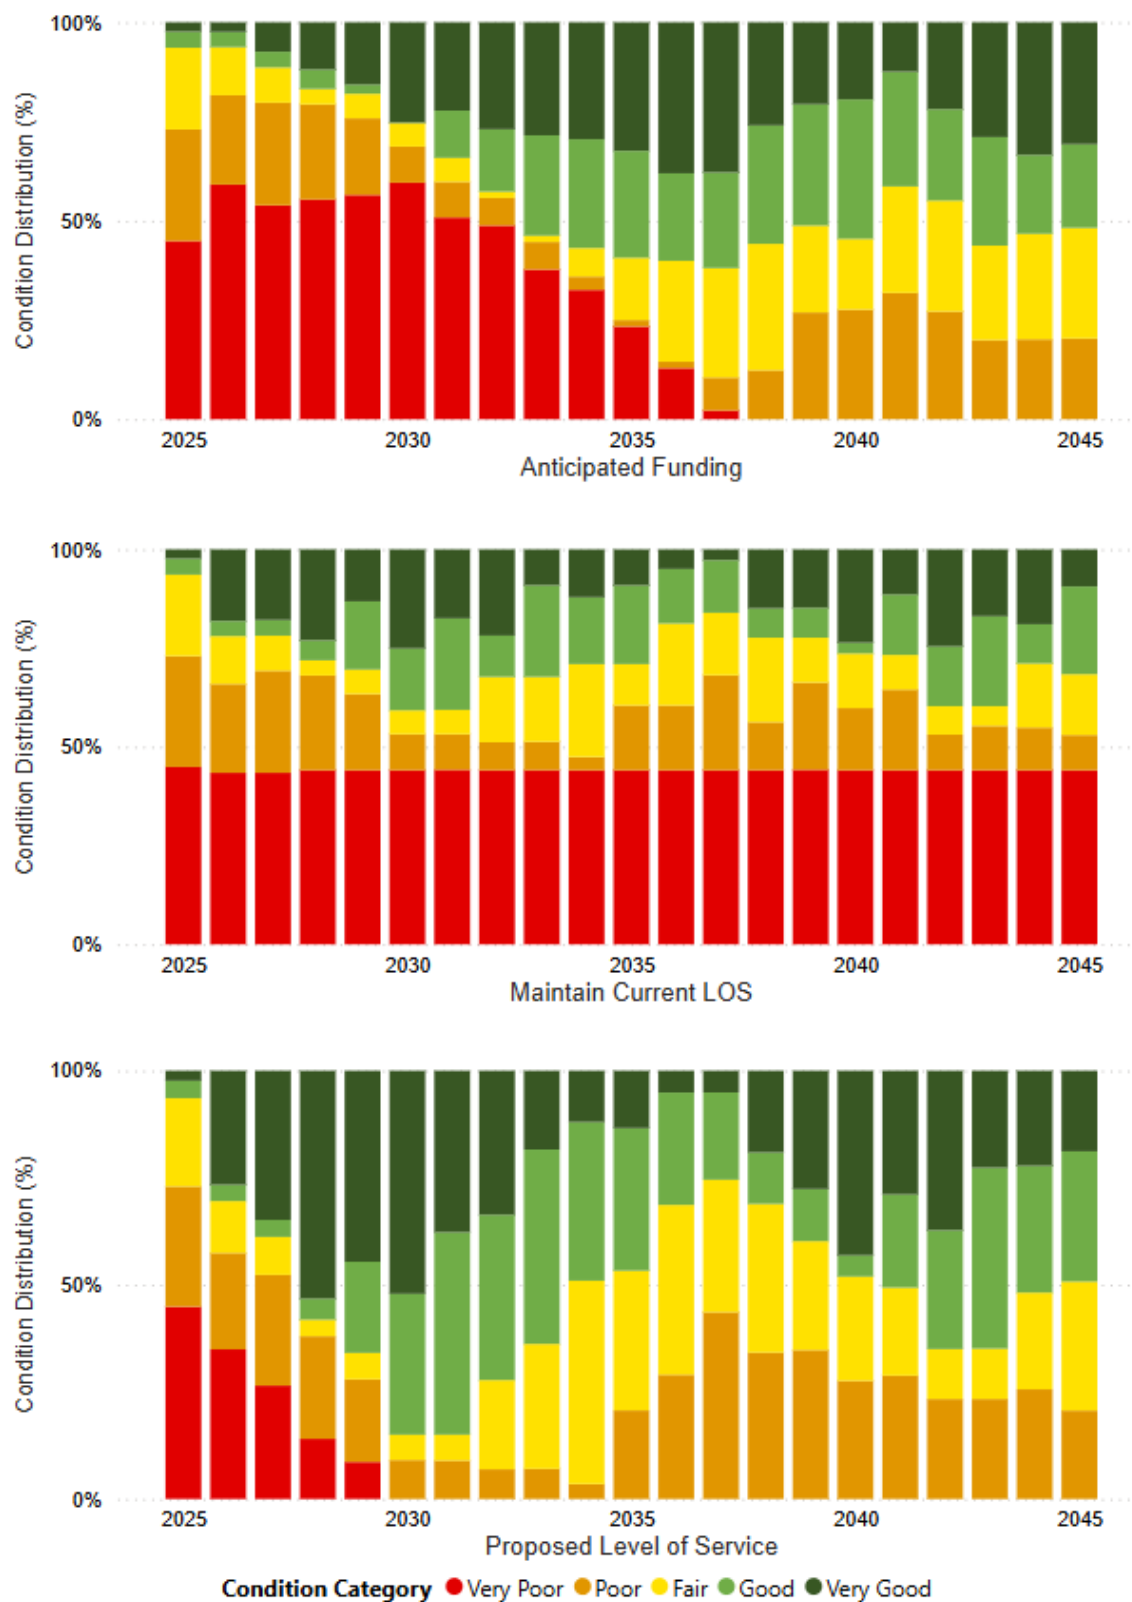 100%
50%
0%
Condition Distribution (%)
2025 2030 2035 2040 2045
Anticipated Funding
100%
50%
0%
Condition Distribution (%)
2025 2030 2035 2040 2045
Maintain Current LOS
100%
50%
0%
Condition Distribution (%)
2025 2030 2035 2040 2045
Proposed Level of Service
Condition Category Very Poor Poor Fair Good Very Good